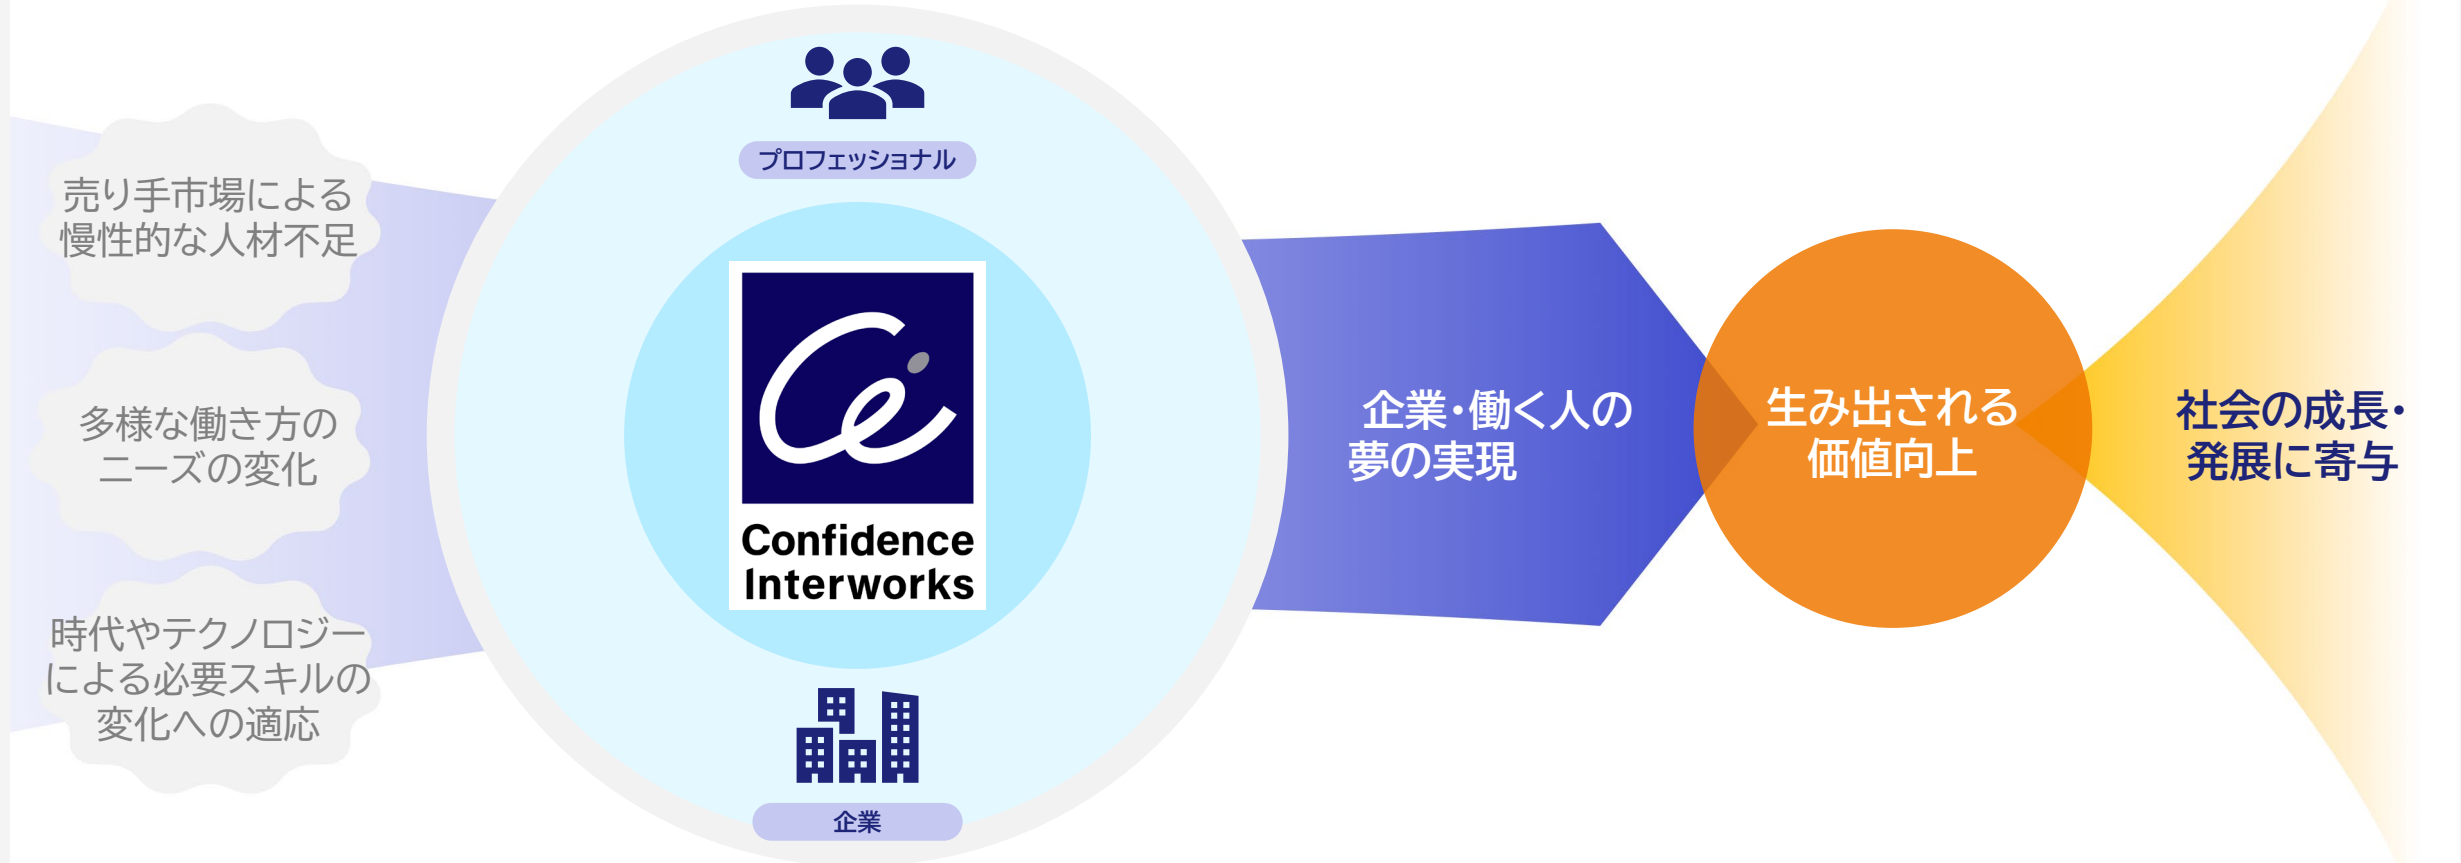 売り手市場による
慢性的な人材不足
多様な働き方の
ニーズの変化
時代やテクノロジー
による必要スキルの
変化への適応
プロフェッショナル
Confidence
Interworks
企業
企業・働く人の
夢の実現
生み出される
価値向上
社会の成長・
発展に寄与